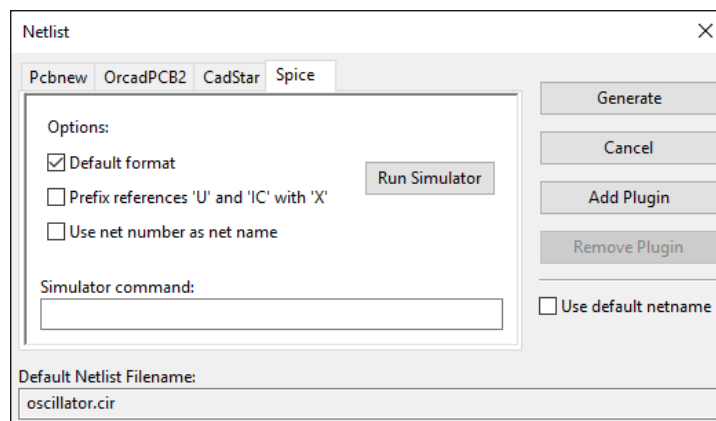 Netlist
Pcbnew OrcadPCB2 CadStar Spice
Options:
Default format
Prefix references 'U' and 'IC' with 'X'
Use net number as net name
Run Simulator
Simulator command:
Generate
Cancel
Add Plugin
Remove Plugin
Use default netname
Default Netlist Filename:
oscillator.cir